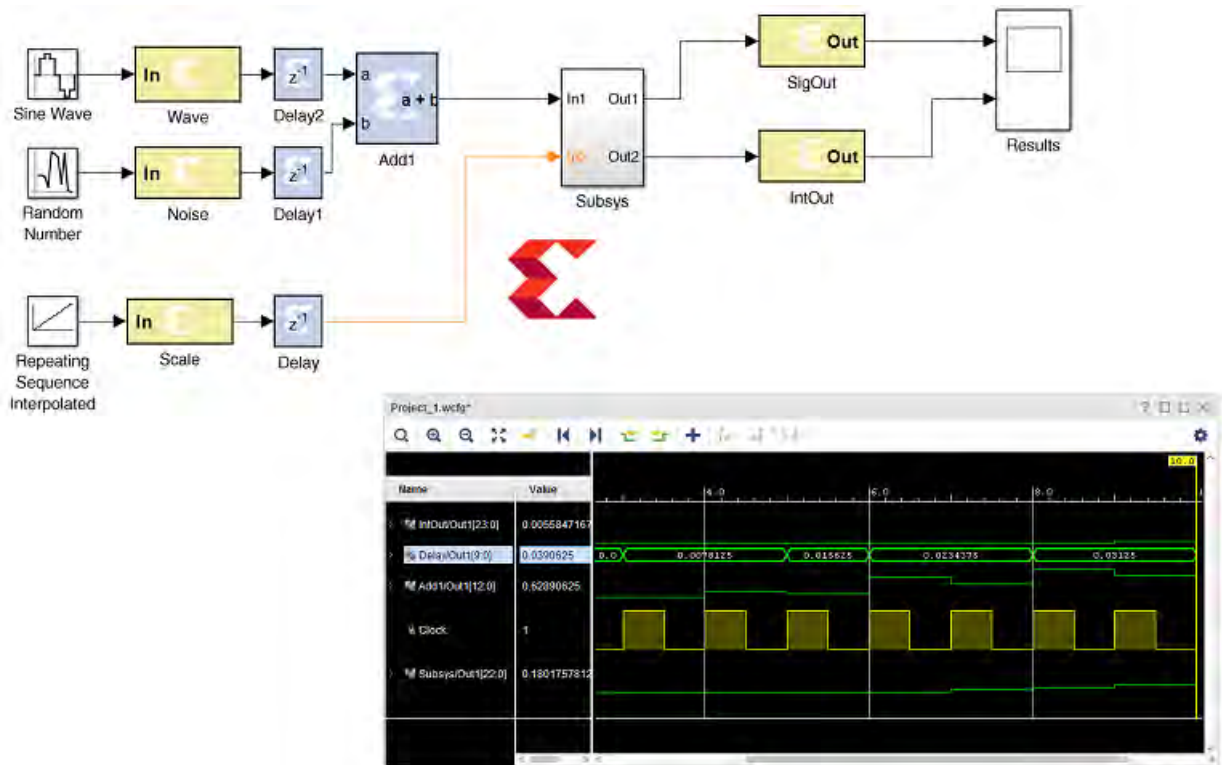 Sine Wave
In
Wave
z-1
Delay2
a
b
a + b
Add1
In1
Out1
Out2
Subsys
Out
SigOut
Out
IntOut
Results
Random
Number
In
Noise
z-1
Delay1
Repeating
Sequence
Interpolated
In
Scale
z-1
Delay
Project_1.wcfg*
10.0
Name
Value
4.0
6.0
8.0
IntOut/Out1[23:0]
0.0055847167
Delay/Out1(9:0)
0.0390625
0.0
0.0078125
0.015625
0.0234375
0.03125
Add1/Out1[12:0]
0.62890625
Clock
1
Subsys/Out1[22:0]
0.1801757812